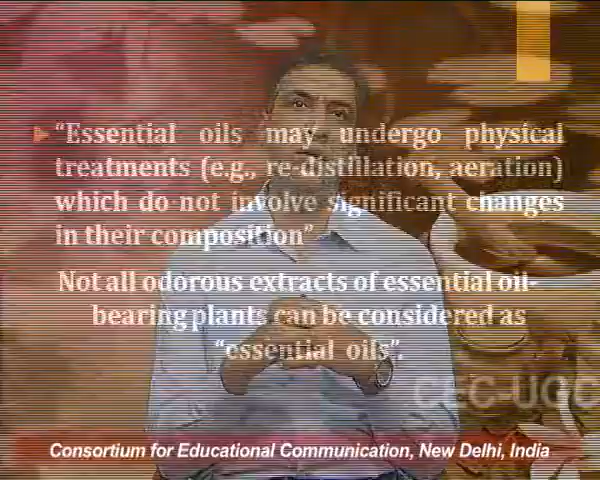 “Essential oils may undergo physical
treatments (e.g., re-distillation, aeration)
which do not involve significant changes
in their composition”
Not all odorous extracts of essential oil-
bearing plants can be considered as
“essential oils”.
CEC-UGC
Consortium for Educational Communication, New Delhi, India